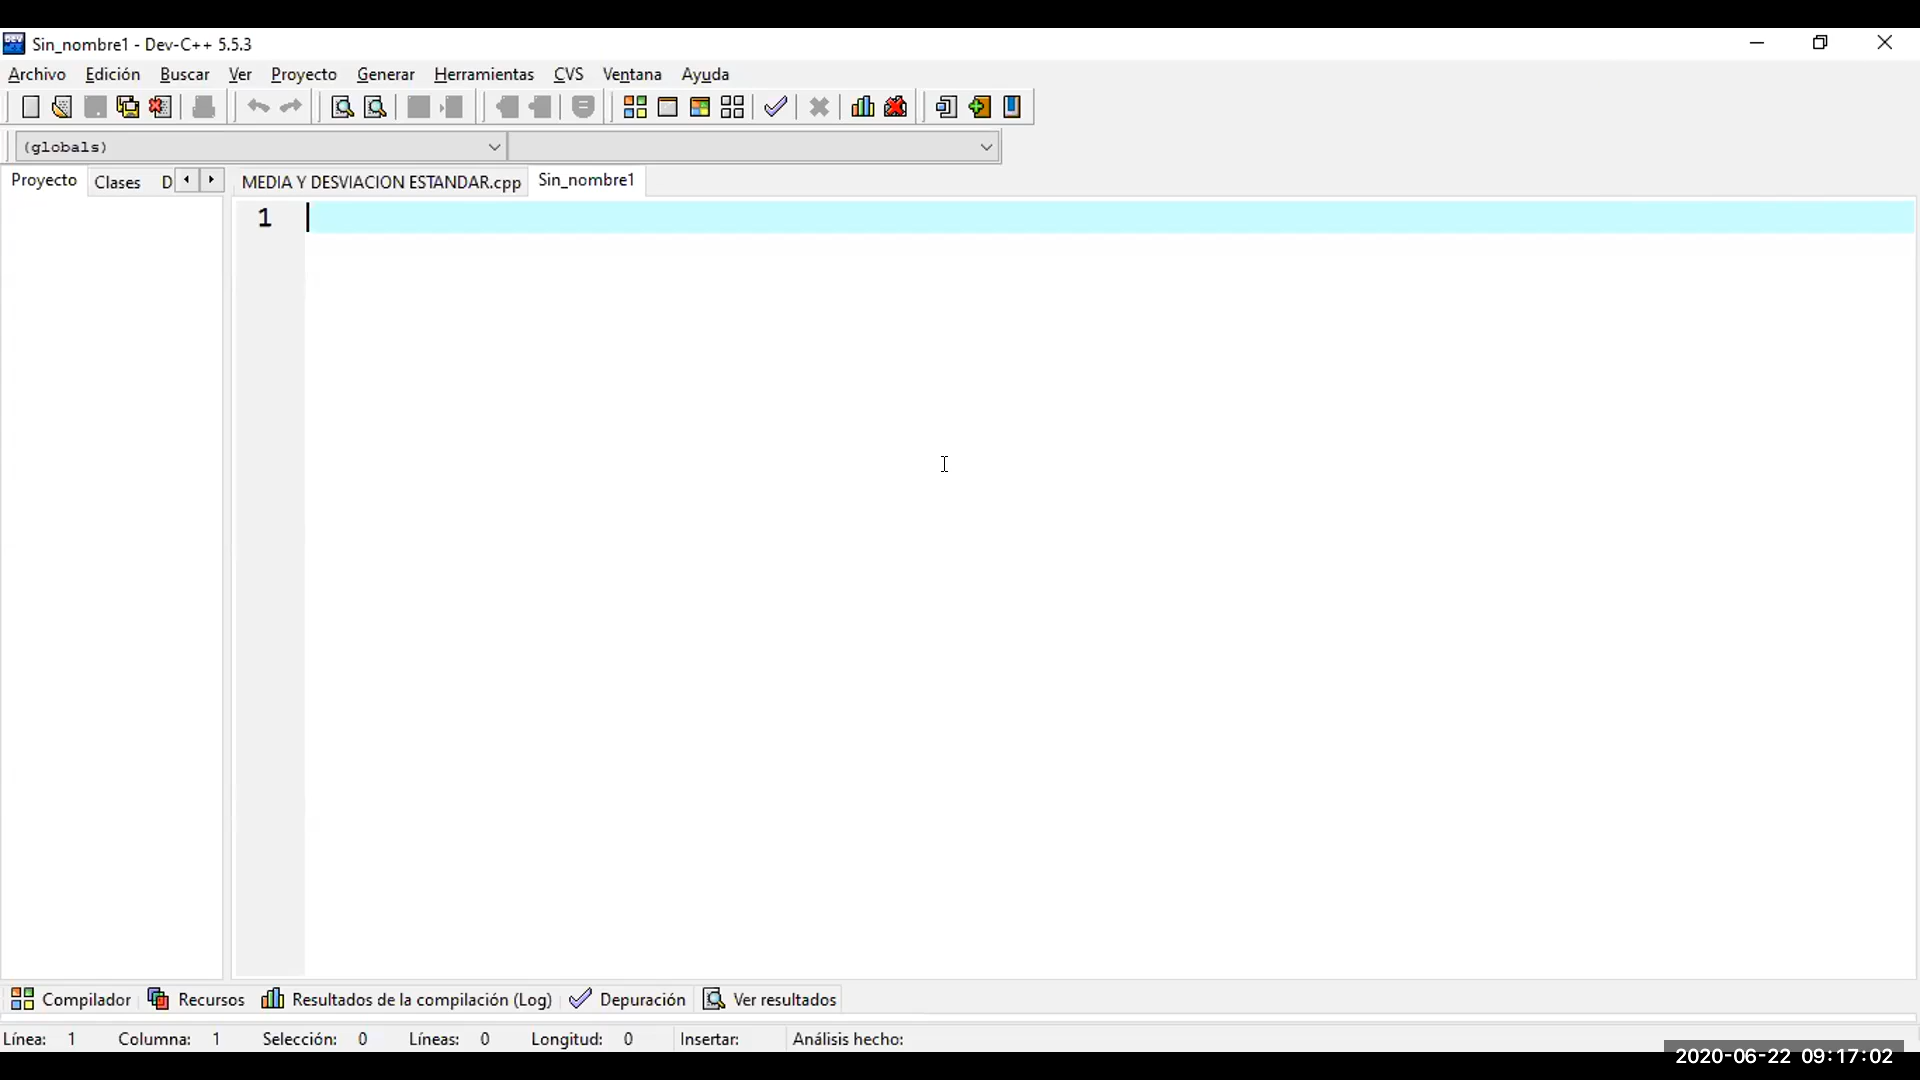 Sin_nombre1 - Dev-C++ 5.5.3
Archivo Edición Buscar Ver Proyecto Generar Herramientas CVS Ventana Ayuda
(globals)
Proyecto Clases D MEDIA Y DESVIACION ESTANDAR.cpp Sin_nombre1
1
Compilador Recursos Resultados de la compilación (Log) Depuración Ver resultados
Línea: 1 Columna: 1 Selección: 0 Líneas: 0 Longitud: 0 Insertar: Análisis hecho:
2020-06-22 09:17:02